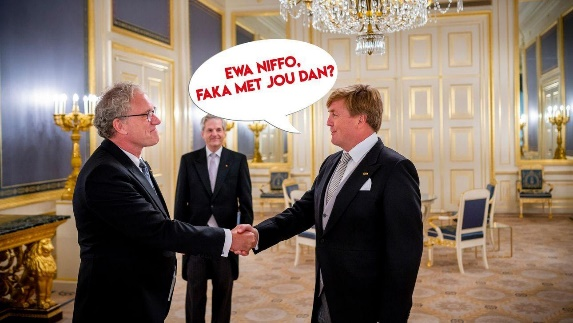 EWA NIFFO,
FAKA MET JOU DAN?